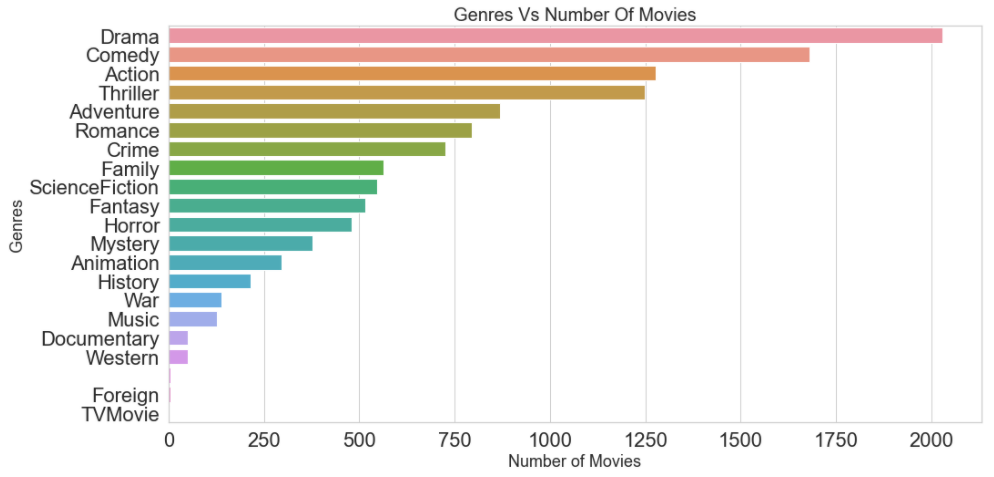 Genres Vs Number Of Movies
Drama
Comedy
Action
Thriller
Adventure
Romance
Crime
Family
ScienceFiction
Fantasy
Horror
Mystery
Animation
History
War
Music
Documentary
Western
Foreign
TVMovie
Genres
0 250 500 750 1000 1250 1500 1750 2000
Number of Movies